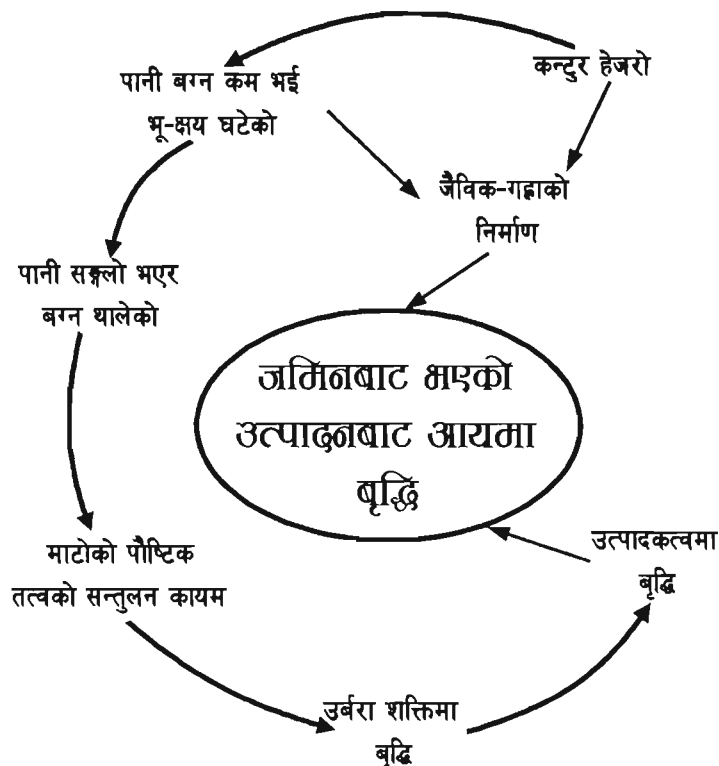 कन्टुर हेजरो
पानी बग्न कम भई
भू-क्षय घटेको
जैविक-गह्राको
निर्माण
पानी सङ्लो भएर
बग्न थालेको
जमिनबाट भएको
उत्पादनबाट आयमा
बृद्धि
माटोको पौष्टिक
तत्वको सन्तुलन कायम
उत्पादकत्वमा
बृद्धि
उर्बरा शक्तिमा
बृद्धि